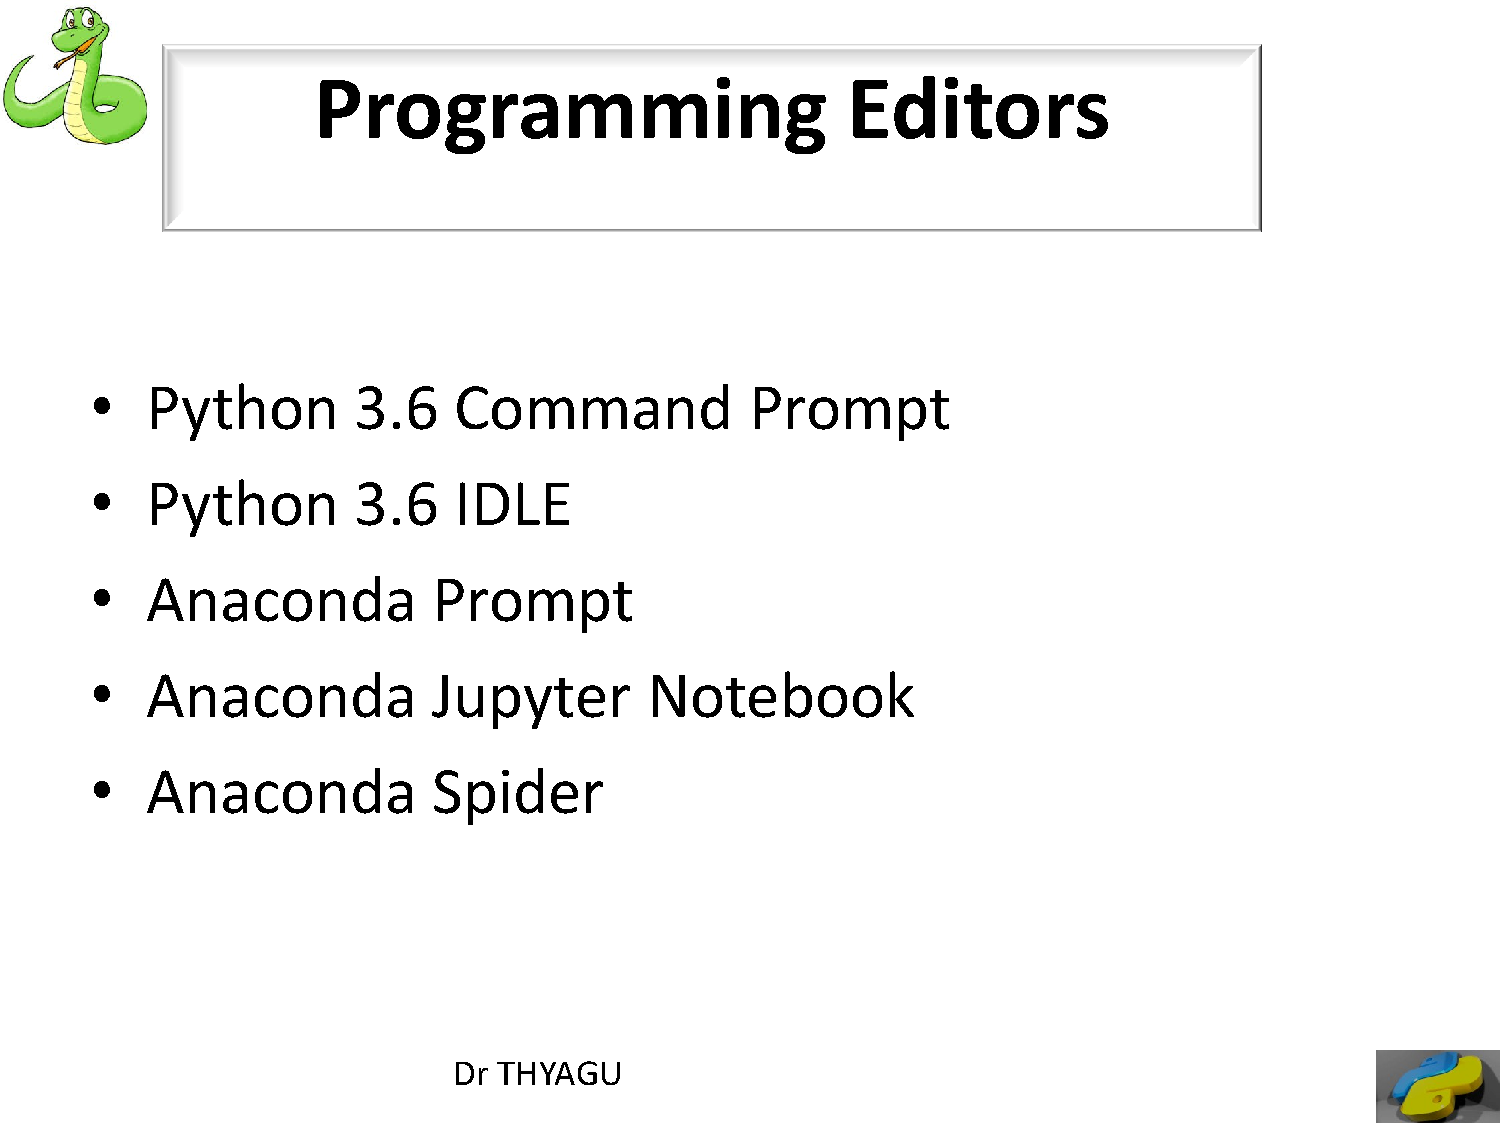 Programming Editors
• Python 3.6 Command Prompt
• Python 3.6 IDLE
• Anaconda Prompt
• Anaconda Jupyter Notebook
• Anaconda Spider
Dr THYAGU